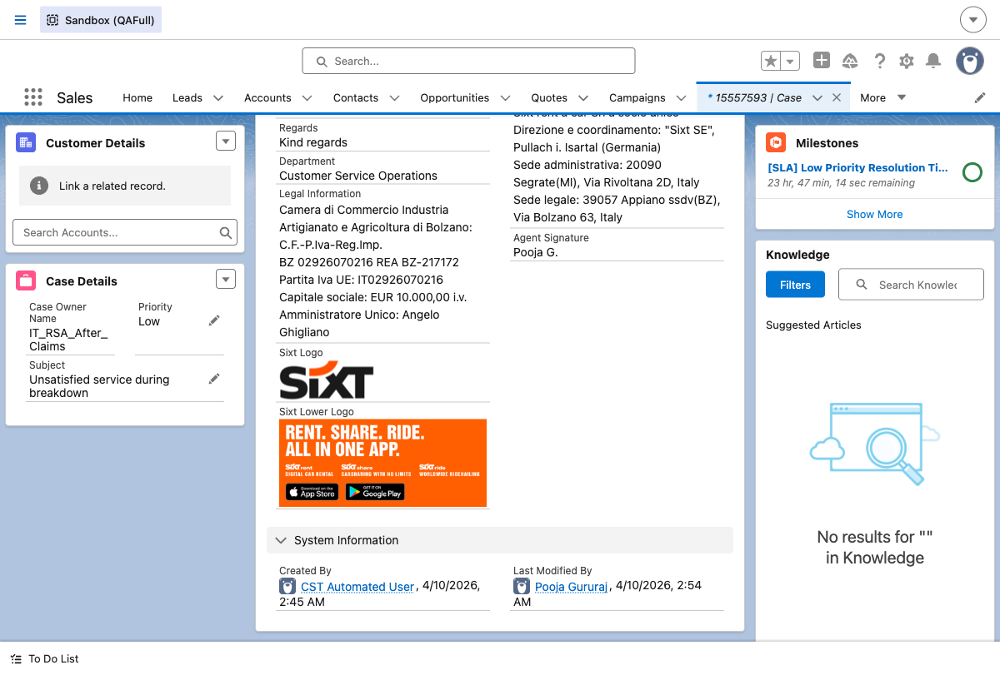 Sandbox (QAFull)
Search...
Sales
Home
Leads
Accounts
Contacts
Opportunities
Quotes
Campaigns
* 15557593 | Case
More
Customer Details
Link a related record.
Search Accounts...
Case Details
Case Owner
Name
IT_RSA_After_
Claims
Priority
Low
Subject
Unsatisfied service during
breakdown
Regards
Kind regards
Department
Customer Service Operations
Legal Information
Camera di Commercio Industria
Artigianato e Agricoltura di Bolzano:
C.F.-P.Iva-Reg.Imp.
BZ 02926070216 REA BZ-217172
Partita Iva UE: IT02926070216
Capitale sociale: EUR 10.000,00 i.v.
Amministratore Unico: Angelo
Ghigliano
Sixt Logo
SIXT
Sixt Lower Logo
RENT. SHARE. RIDE.
ALL IN ONE APP.
SIXT rent
DIGITAL CAR RENTAL
SIXT share
CARSHARING WITH NO LIMITS
SIXT ride
WORLDWIDE RIDEHAILING
Download on the
App Store
GET IT ON
Google Play
Sixt rent a car Srl a socio unico
Direzione e coordinamento: "Sixt SE",
Pullach i. Isartal (Germania)
Sede administrativa: 20090
Segrate(MI), Via Rivoltana 2D, Italy
Sede legale: 39057 Appiano ssdv(BZ),
Via Bolzano 63, Italy
Agent Signature
Pooja G.
System Information
Created By
CST Automated User, 4/10/2026,
2:45 AM
Last Modified By
Pooja Gururaj, 4/10/2026, 2:54
AM
Milestones
[SLA] Low Priority Resolution Ti...
23 hr, 47 min, 14 sec remaining
Show More
Knowledge
Filters
Search Knowlec
Suggested Articles
No results for ""
in Knowledge
To Do List